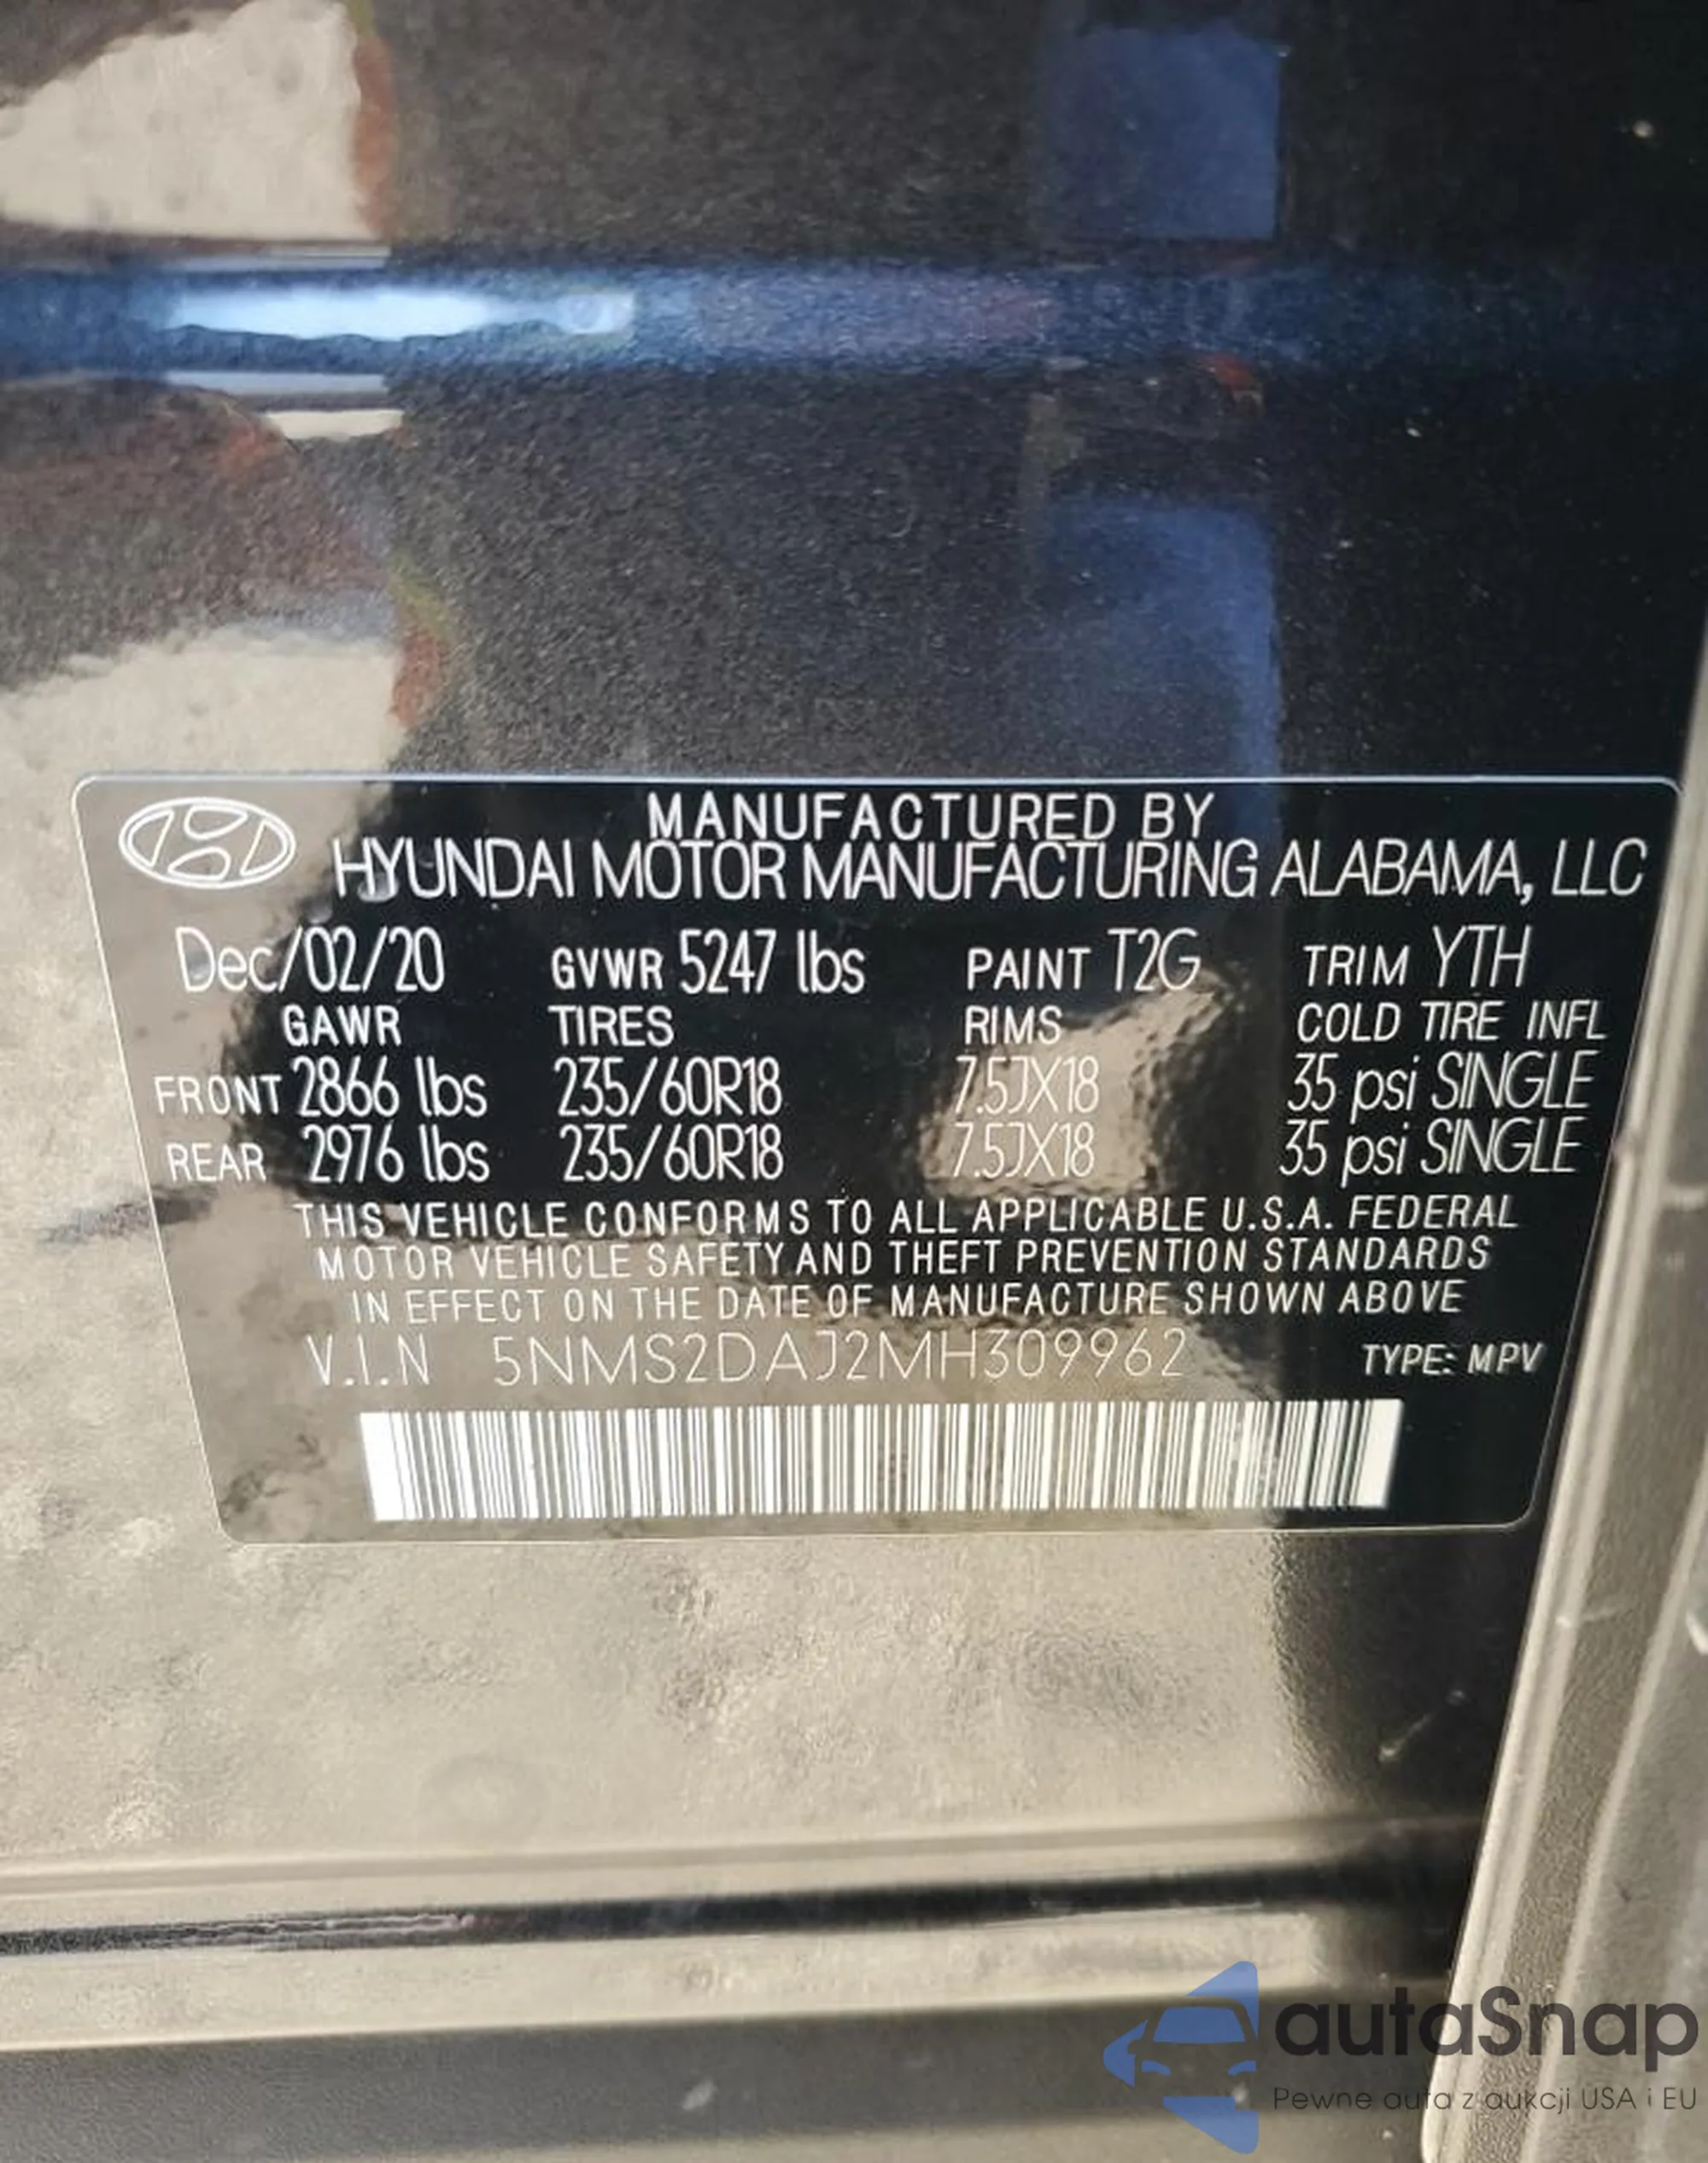 MANUFACTURED BY
HYUNDAI MOTOR MANUFACTURING ALABAMA, LLC
Dec/02/20 GVWR 5247 lbs PAINT T2G TRIM YTH
GAWR TIRES RIMS COLD TIRE INFL
FRONT 2866 lbs 235/60R18 7.5JX18 35 psi SINGLE
REAR 2976 lbs 235/60R18 7.5JX18 35 psi SINGLE
THIS VEHICLE CONFORMS TO ALL APPLICABLE U.S.A. FEDERAL
MOTOR VEHICLE SAFETY AND THEFT PREVENTION STANDARDS
IN EFFECT ON THE DATE OF MANUFACTURE SHOWN ABOVE
V.I.N 5NMS2DAJ2MH309962 TYPE: MPV
autaSnap
Pewne auta z aukcji USA i EU